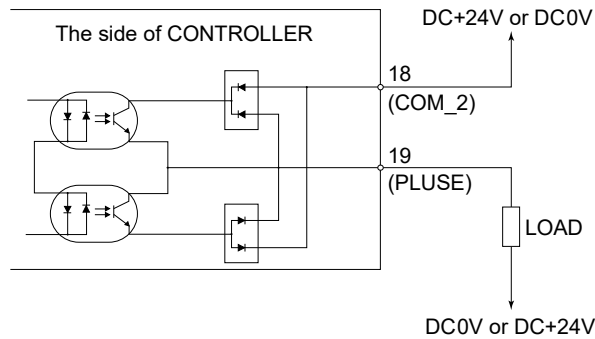 DC+24V or DC0V
The side of CONTROLLER
18
(COM_2)
19
(PLUSE)
LOAD
DC0V or DC+24V